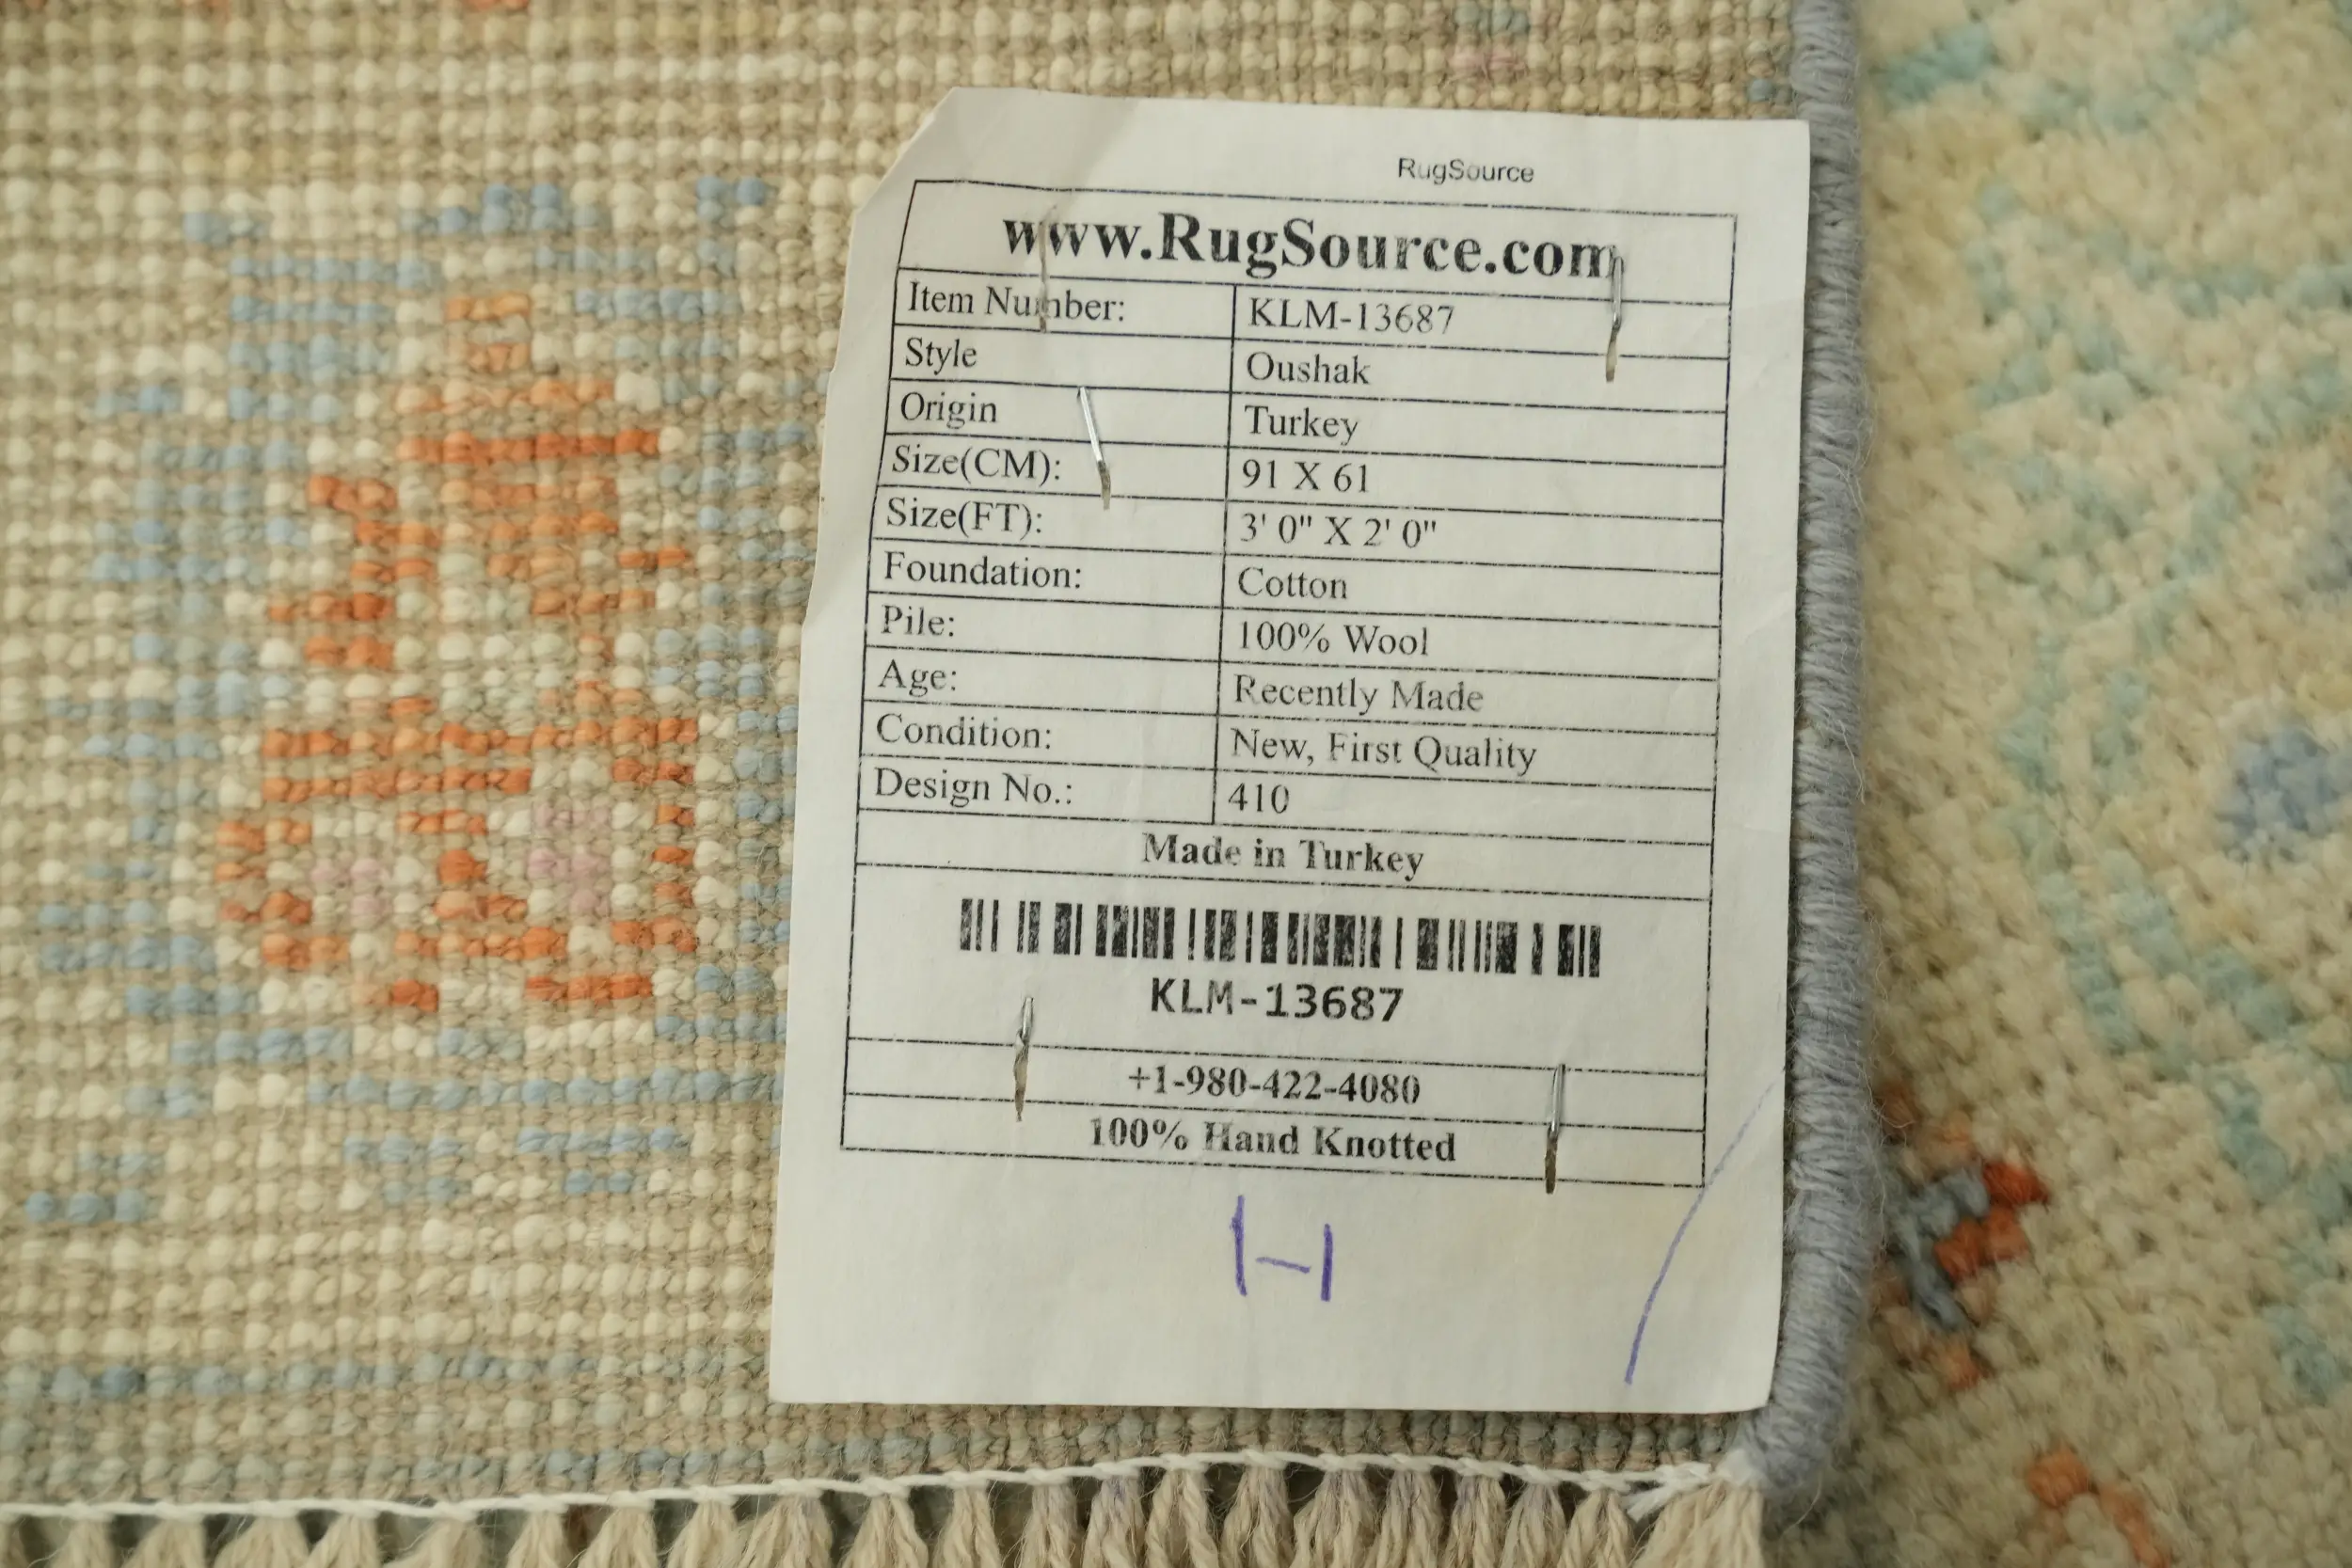 RugSource
www.RugSource.com
Item Number: KLM-13687
Style Oushak
Origin Turkey
Size(CM): 91 X 61
Size(FT): 3' 0" X 2' 0"
Foundation: Cotton
Pile: 100% Wool
Age: Recently Made
Condition: New, First Quality
Design No.: 410
Made in Turkey
KLM-13687
+1-980-422-4080
100% Hand Knotted
1-1